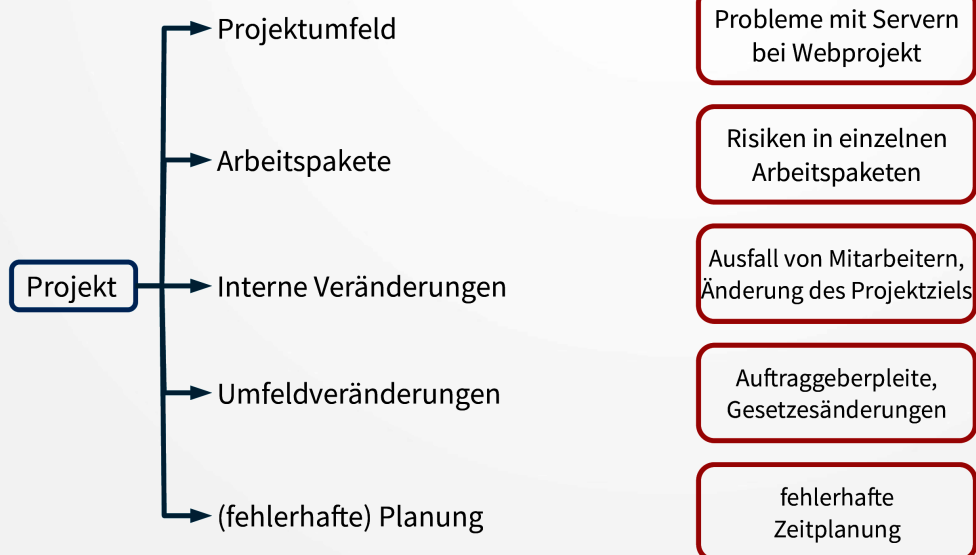 Projektumfeld
Probleme mit Servern
bei Webprojekt
Arbeitspakete
Risiken in einzelnen
Arbeitspaketen
Projekt
Interne Veränderungen
Ausfall von Mitarbeitern,
Änderung des Projektziels
Umfeldveränderungen
Auftraggeberpleite,
Gesetzesänderungen
(fehlerhafte) Planung
fehlerhafte
Zeitplanung